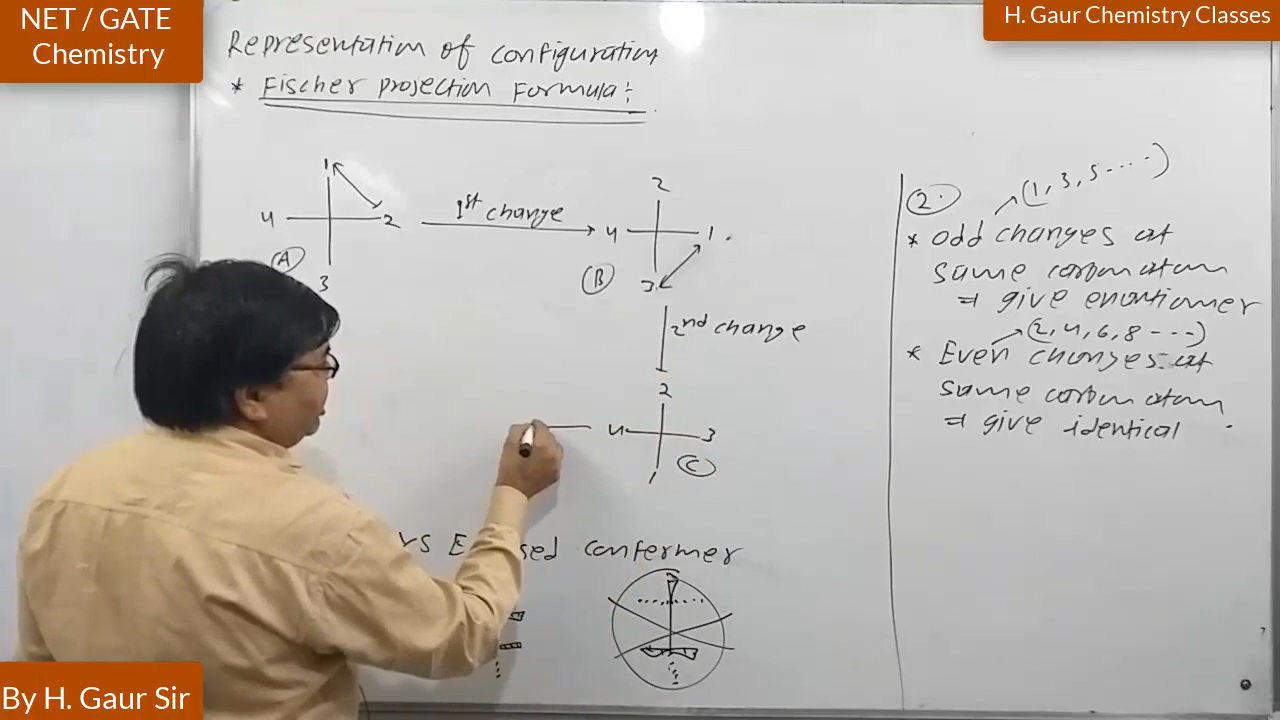 NET / GATE
Chemistry
H. Gaur Chemistry Classes
Representation of configuration
* Fischer projection Formula :
1
4 2
3
(A)
1st change
2
4 1
3
(B)
2nd change
2
4 3
1
(C)
rs sed confermer
2.
(1, 3, 5 - - - -)
* odd changes at
same carbon atom
⇒ give enantiomer
(2, 4, 6, 8 - - -)
* Even changes at
same carbon atom
⇒ give identical
By H. Gaur Sir